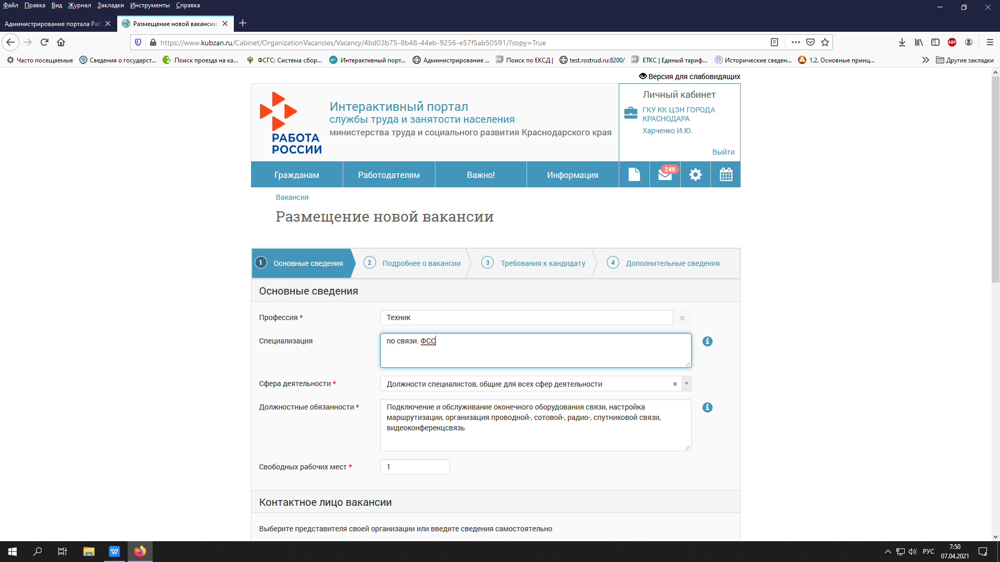 Файл Правка Вид Журнал Закладки Инструменты Справка
Администрирование портала Раб
Размещение новой вакансии
https://www.kubzan.ru/Cabinet/OrganizationVacancies/Vacancy/4bd03b75-8b48-44eb-9256-e57f5ab50591/?copy=True
ABP
Часто посещаемые Сведения о государст... 2 Поиск проезда на ка... ФСГС: Система сбор... Интерактивный порт... Администрирование ... Поиск по ЕКСД | test.rostrud.ru:8200/ ЕТКС | Единый тариф... Исторические сведен... 1.2. Основные принц... Другие закладки
Версия для слабовидящих
РАБОТА
РОССИИ
Интерактивный портал
службы труда и занятости населения
министерства труда и социального развития Краснодарского края
Личный кабинет
ГКУ КК ЦЗН ГОРОДА
КРАСНОДАРА
Харченко И.Ю.
Выйти
Гражданам Работодателям Важно! Информация 249
Вакансия
Размещение новой вакансии
1 Основные сведения 2 Подробнее о вакансии 3 Требования к кандидату 4 Дополнительные сведения
Основные сведения
Профессия * Техник
Специализация по связи. ФСС
Сфера деятельности * Должности специалистов, общие для всех сфер деятельности
Должностные обязанности * Подключение и обслуживание оконечного оборудования связи, настройка
маршрутизации, организация проводной-, сотовой-, радио-, спутниковой связи,
видеоконференцсвязь
Свободных рабочих мест * 1
Контактное лицо вакансии
Выберите представителя своей организации или введите сведения самостоятельно
РУС
7:50
07.04.2021